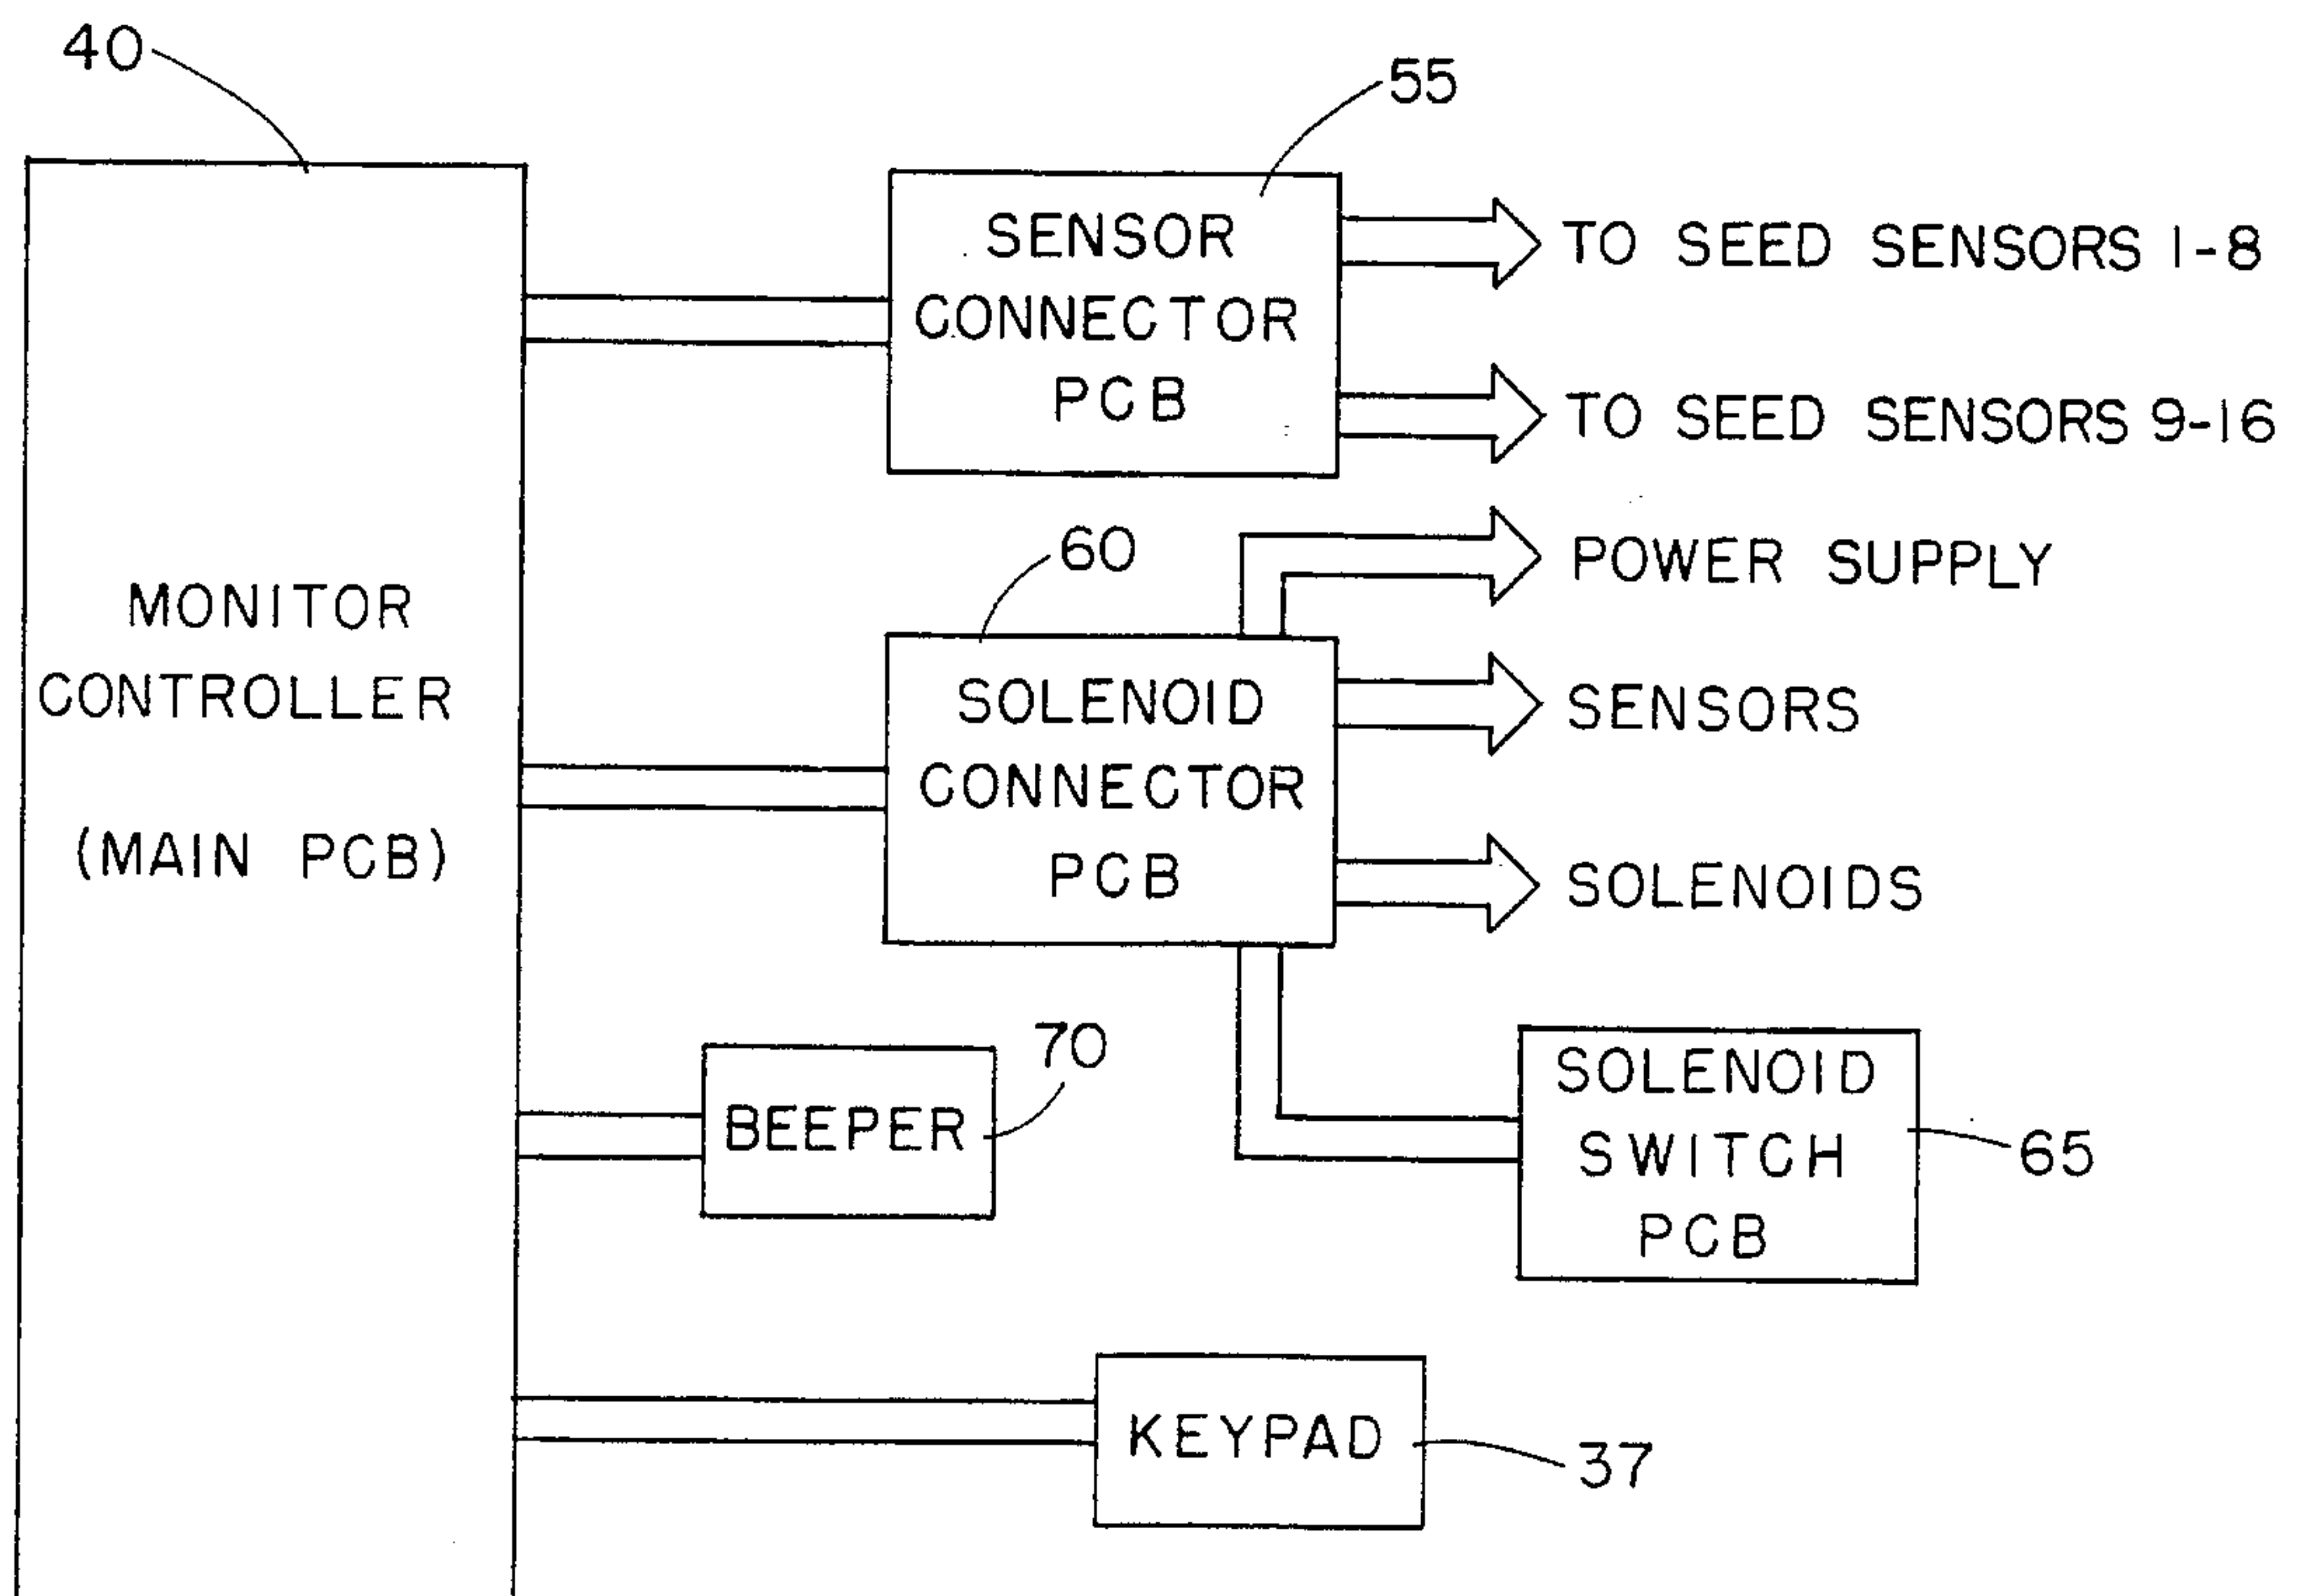 40
55
SENSOR
CONNECTOR
PCB
TO SEED SENSORS 1-8
TO SEED SENSORS 9-16
MONITOR
CONTROLLER
(MAIN PCB)
60
SOLENOID
CONNECTOR
PCB
POWER SUPPLY
SENSORS
SOLENOIDS
70
BEEPER
SOLENOID
SWITCH
PCB
65
KEYPAD
37